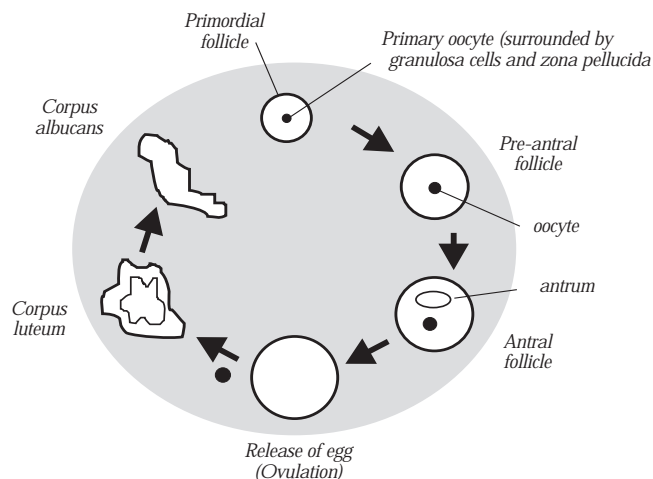 Primordial
follicle
Primary oocyte (surrounded by
granulosa cells and zona pellucida
Corpus
albucans
Pre-antral
follicle
oocyte
antrum
Corpus
luteum
Antral
follicle
Release of egg
(Ovulation)